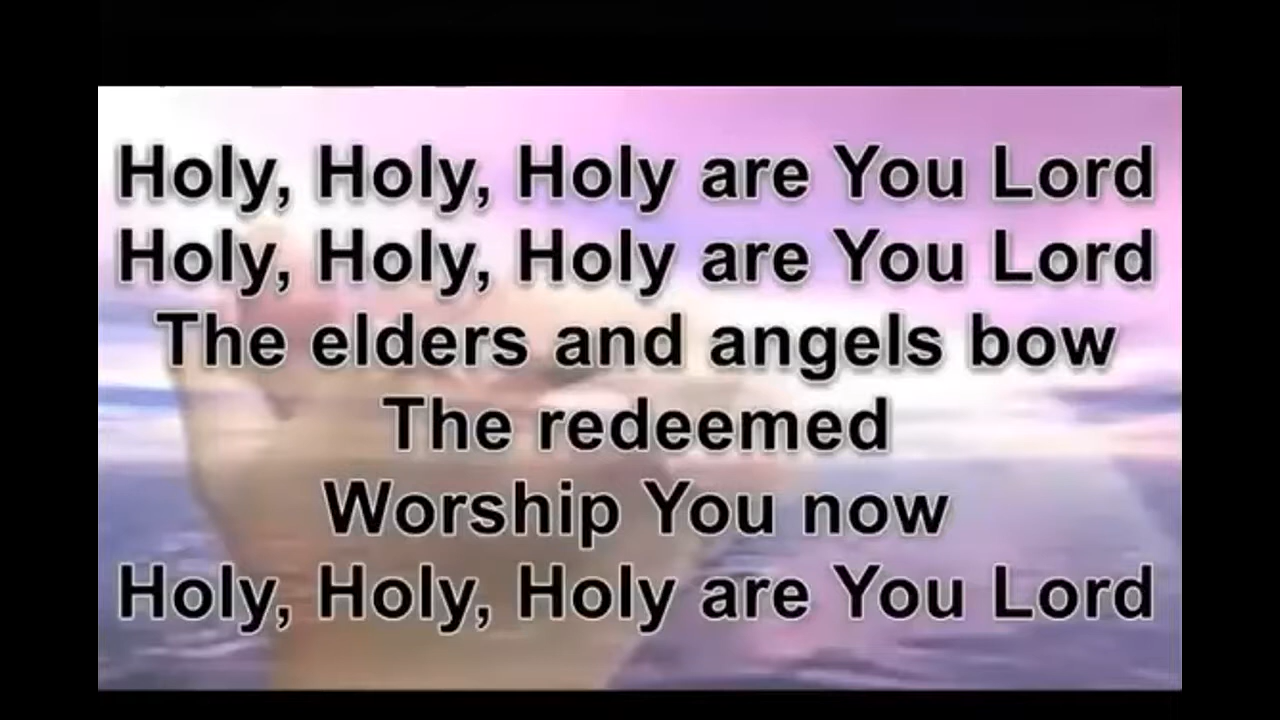 Holy, Holy, Holy are You Lord
Holy, Holy, Holy are You Lord
The elders and angels bow
The redeemed
Worship You now
Holy, Holy, Holy are You Lord